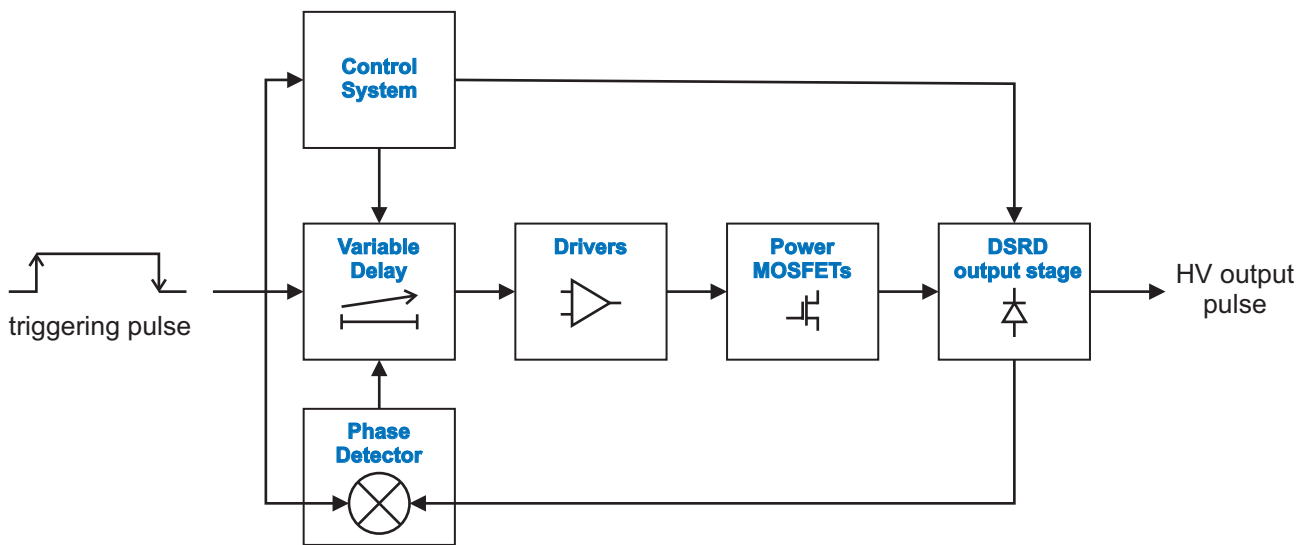 Control
System
Variable
Delay
Drivers
Power
MOSFETs
DSRD
output stage
HV output
pulse
triggering pulse
Phase
Detector